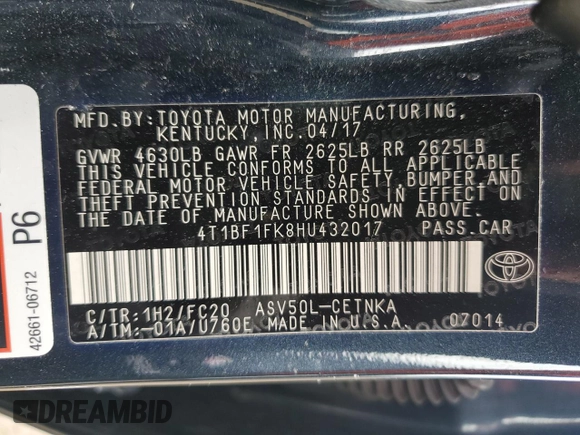 MFD. BY: TOYOTA MOTOR MANUFACTURING,
KENTUCKY, INC. 04/17
GVWR 4630LB GAWR FR 2625LB RR 2625LB
THIS VEHICLE CONFORMS TO ALL APPLICABLE
FEDERAL MOTOR VEHICLE SAFETY, BUMPER AND
THEFT PREVENTION STANDARDS IN EFFECT ON
THE DATE OF MANUFACTURE SHOWN ABOVE.
4T1BF1FK8HU432017 PASS. CAR
C/TR: 1H2/FC20 ASV50L-CETNKA
A/TM: -01A/U760E MADE IN U.S.A. 07014
P6
42661-06712
DREAMBID